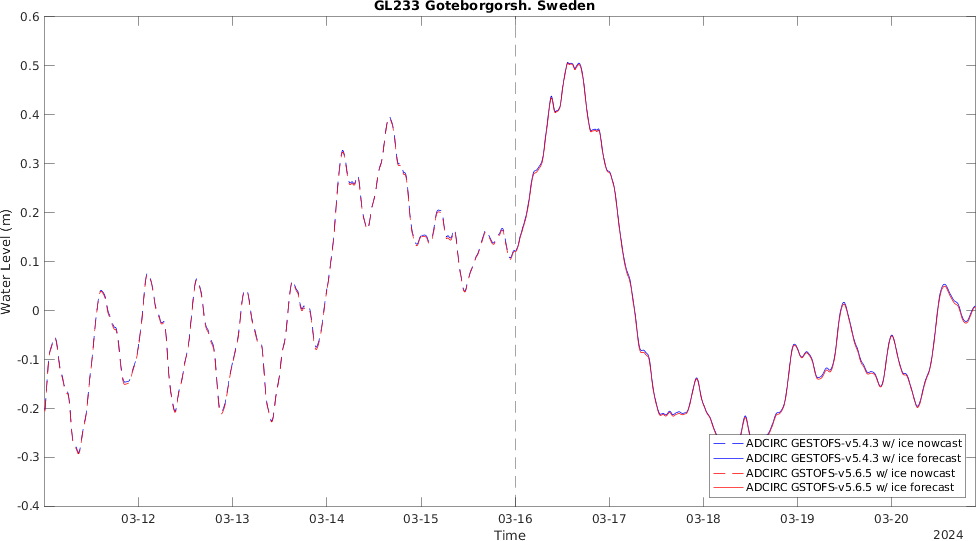 GL233 Goteborgorsh. Sweden
0.6
0.5
0.4
0.3
0.2
0.1
0
-0.1
-0.2
-0.3
-0.4
Water Level (m)
ADCIRC GESTOFS-v5.4.3 w/ ice nowcast
ADCIRC GESTOFS-v5.4.3 w/ ice forecast
ADCIRC GSTOFS-v5.6.5 w/ ice nowcast
ADCIRC GSTOFS-v5.6.5 w/ ice forecast
03-12 03-13 03-14 03-15 03-16 03-17 03-18 03-19 03-20
Time
2024